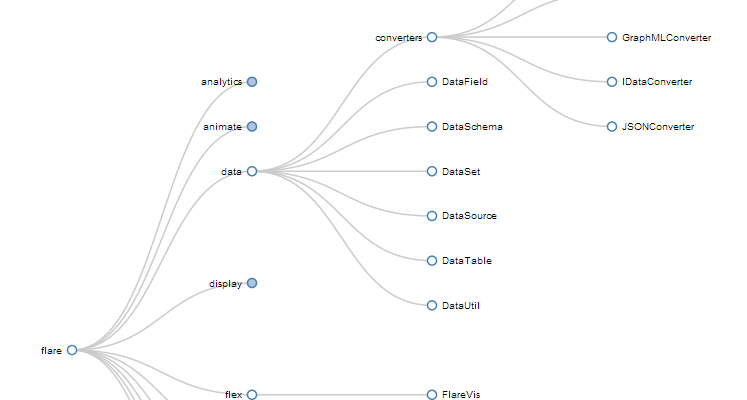 converters
GraphMLConverter
analytics
DataField
IDataConverter
animate
DataSchema
JSONConverter
data
DataSet
DataSource
DataTable
display
DataUtil
flare
flex
FlareVis